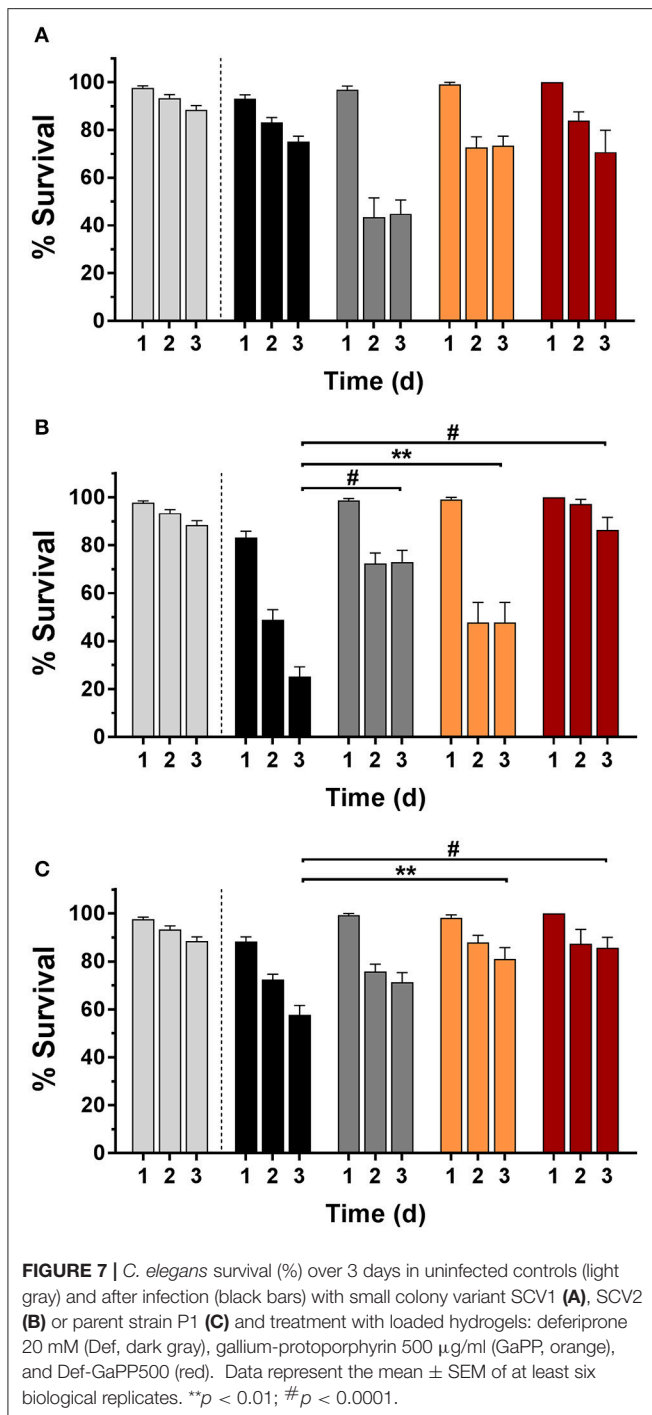 A
% Survival
100
80
60
40
20
0
1 2 3 1 2 3 1 2 3 1 2 3 1 2 3
Time (d)
B
#
**
#
% Survival
100
80
60
40
20
0
1 2 3 1 2 3 1 2 3 1 2 3 1 2 3
Time (d)
C
#
**
% Survival
100
80
60
40
20
0
1 2 3 1 2 3 1 2 3 1 2 3 1 2 3
Time (d)
FIGURE 7 | C. elegans survival (%) over 3 days in uninfected controls (light
gray) and after infection (black bars) with small colony variant SCV1 (A), SCV2
(B) or parent strain P1 (C) and treatment with loaded hydrogels: deferiprone
20 mM (Def, dark gray), gallium-protoporphyrin 500 μg/ml (GaPP, orange),
and Def-GaPP500 (red). Data represent the mean ± SEM of at least six
biological replicates. **p < 0.01; #p < 0.0001.